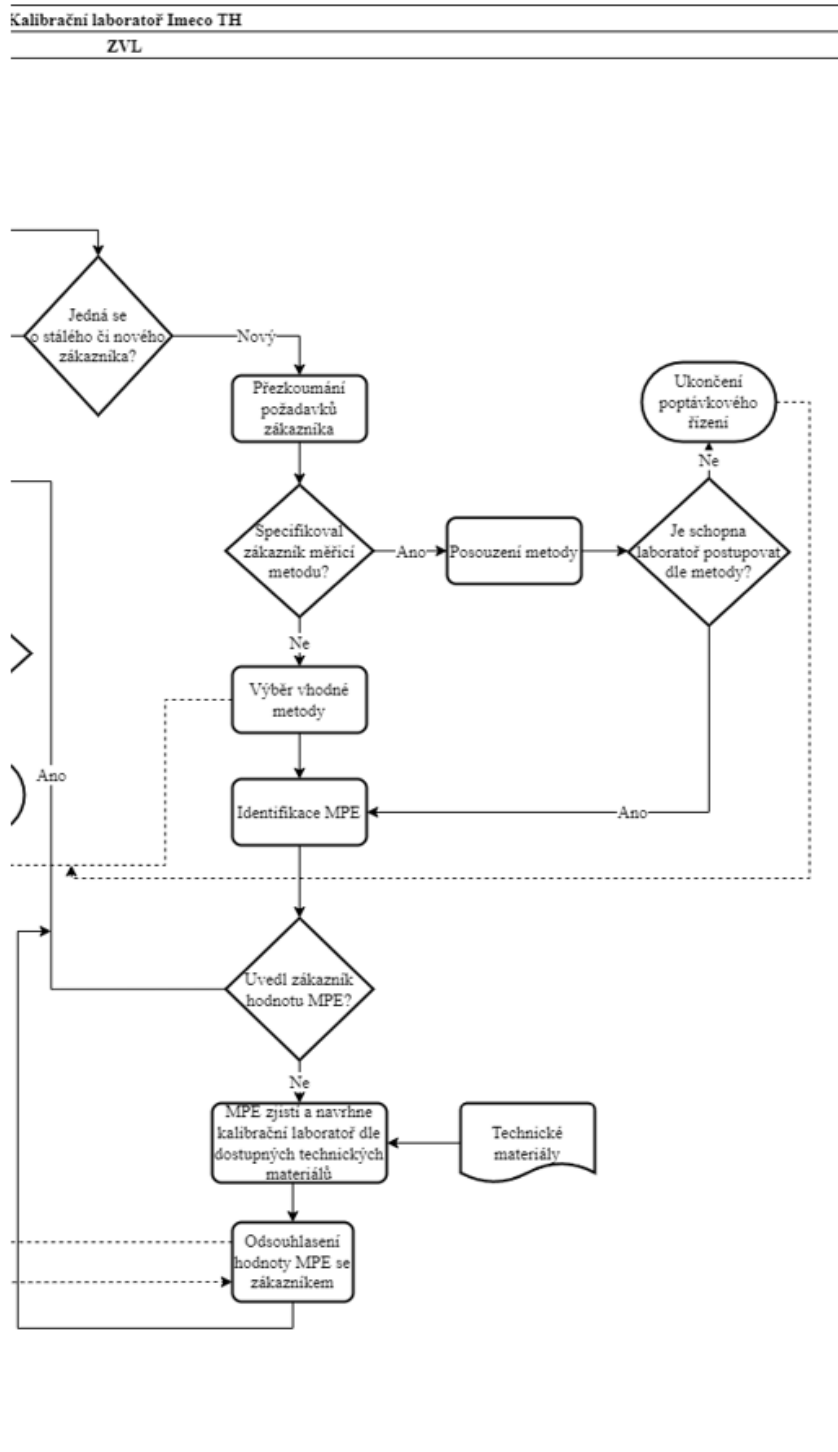 Kalibrační laboratoř Imeco TH
ZVL
Jedná se
o stálého či nového
zákazníka?
Nový
Přezkoumání
požadavků
zákazníka
Ukončení
poptávkového
řízení
Ne
Specifikoval
zákazník měřicí
metodu?
Ano
Posouzení metody
Je schopna
laboratoř postupovat
dle metody?
Ne
Výběr vhodné
metody
Ano
Identifikace MPE
Ano
Uvedl zákazník
hodnotu MPE?
Ne
MPE zjistí a navrhne
kalibrační laboratoř dle
dostupných technických
materiálů
Technické
materiály
Odsouhlasení
hodnoty MPE se
zákazníkem